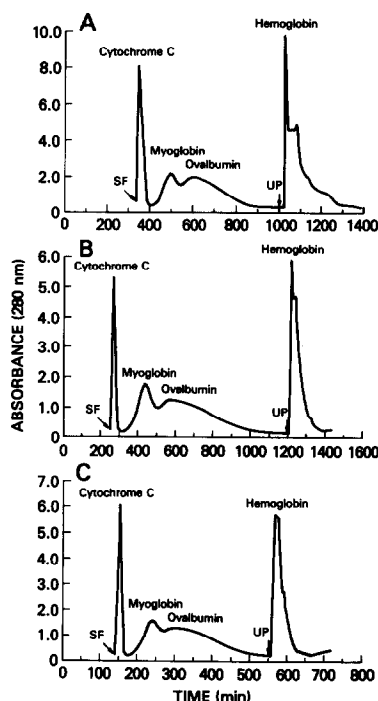 A
Hemoglobin
Cytochrome C
10.0
8.0
6.0
4.0
2.0
0
Myoglobin
Ovalbumin
SF
UP
0 200 400 600 800 1000 1200 1400
B
Hemoglobin
Cytochrome C
6.0
5.0
4.0
3.0
2.0
1.0
0
Myoglobin
Ovalbumin
SF
UP
0 200 400 600 800 1000 1200 1400 1600
C
Cytochrome C
Hemoglobin
7.0
6.0
5.0
4.0
3.0
2.0
1.0
0
Myoglobin
Ovalbumin
SF
UP
0 100 200 300 400 500 600 700 800
ABSORBANCE (280 nm)
TIME (min)